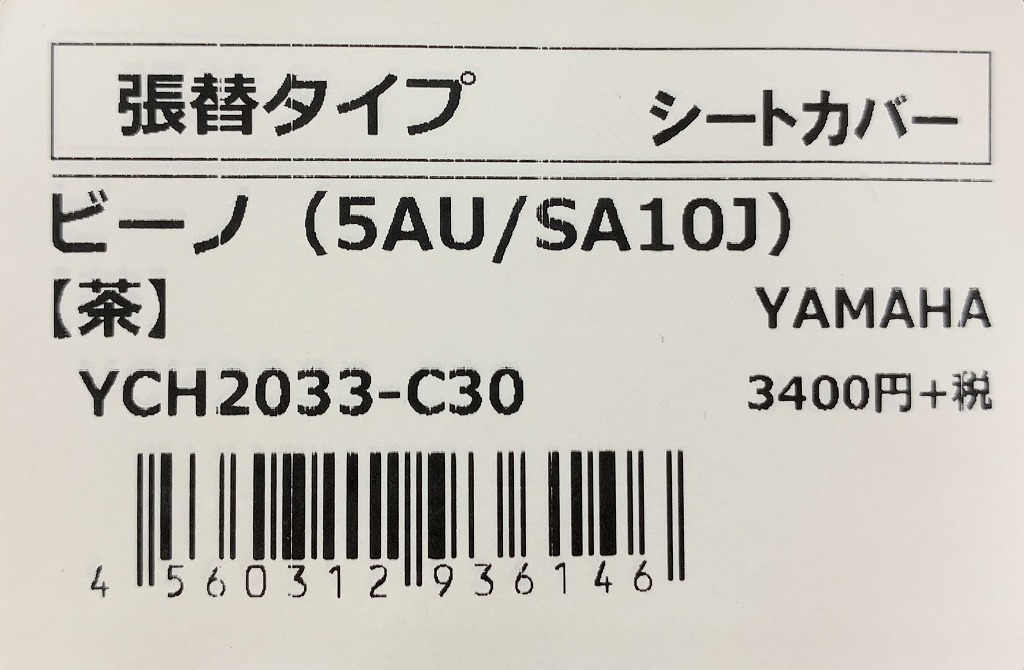 張替タイプ シートカバー
ビーノ（5AU/SA10J）
【茶】 YAMAHA
YCH2033-C30 3400円+税
4 560312 936146